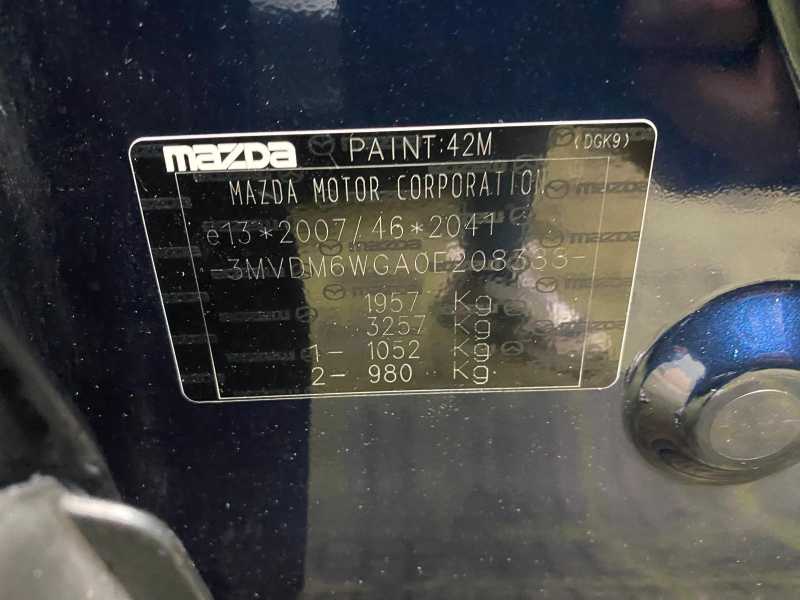 mazda PAINT:42M (DGK9)
MAZDA MOTOR CORPORATION
e13*2007/46*2041
1957 Kg
3257 Kg
1- 1052 Kg
2- 980 Kg